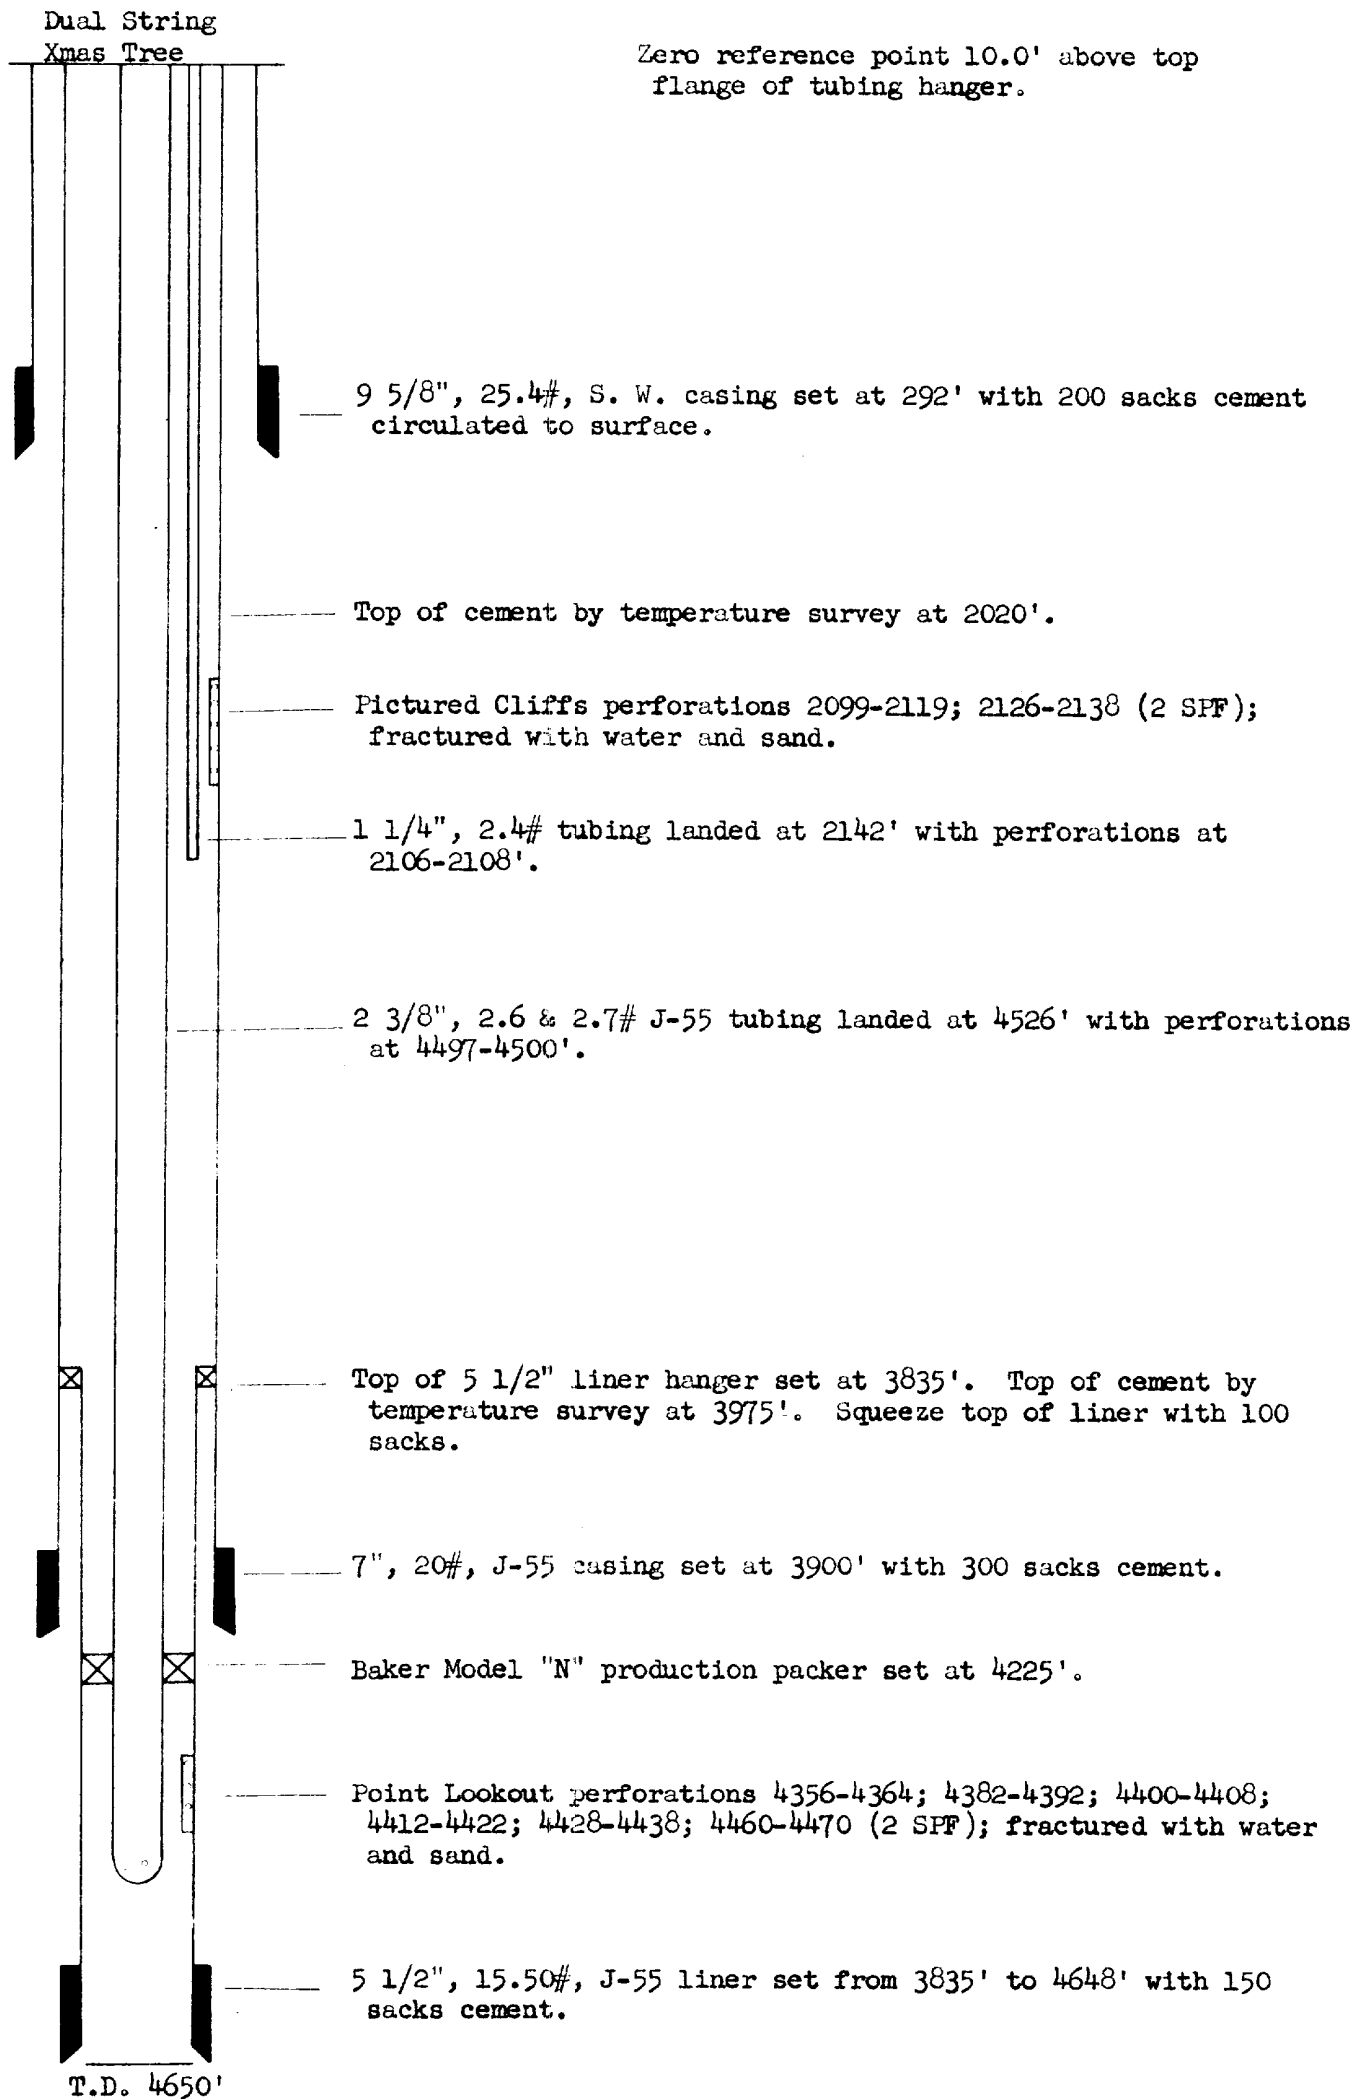 Dual String
Xmas Tree
Zero reference point 10.0' above top
flange of tubing hanger.
9 5/8", 25.4#, S. W. casing set at 292' with 200 sacks cement
circulated to surface.
Top of cement by temperature survey at 2020'.
Pictured Cliffs perforations 2099-2119; 2126-2138 (2 SPF);
fractured with water and sand.
1 1/4", 2.4# tubing landed at 2142' with perforations at
2106-2108'.
2 3/8", 2.6 & 2.7# J-55 tubing landed at 4526' with perforations
at 4497-4500'.
Top of 5 1/2" liner hanger set at 3835'. Top of cement by
temperature survey at 3975'. Squeeze top of liner with 100
sacks.
7", 20#, J-55 casing set at 3900' with 300 sacks cement.
Baker Model "N" production packer set at 4225'.
Point Lookout perforations 4356-4364; 4382-4392; 4400-4408;
4412-4422; 4428-4438; 4460-4470 (2 SPF); fractured with water
and sand.
5 1/2", 15.50#, J-55 liner set from 3835' to 4648' with 150
sacks cement.
T.D. 4650'